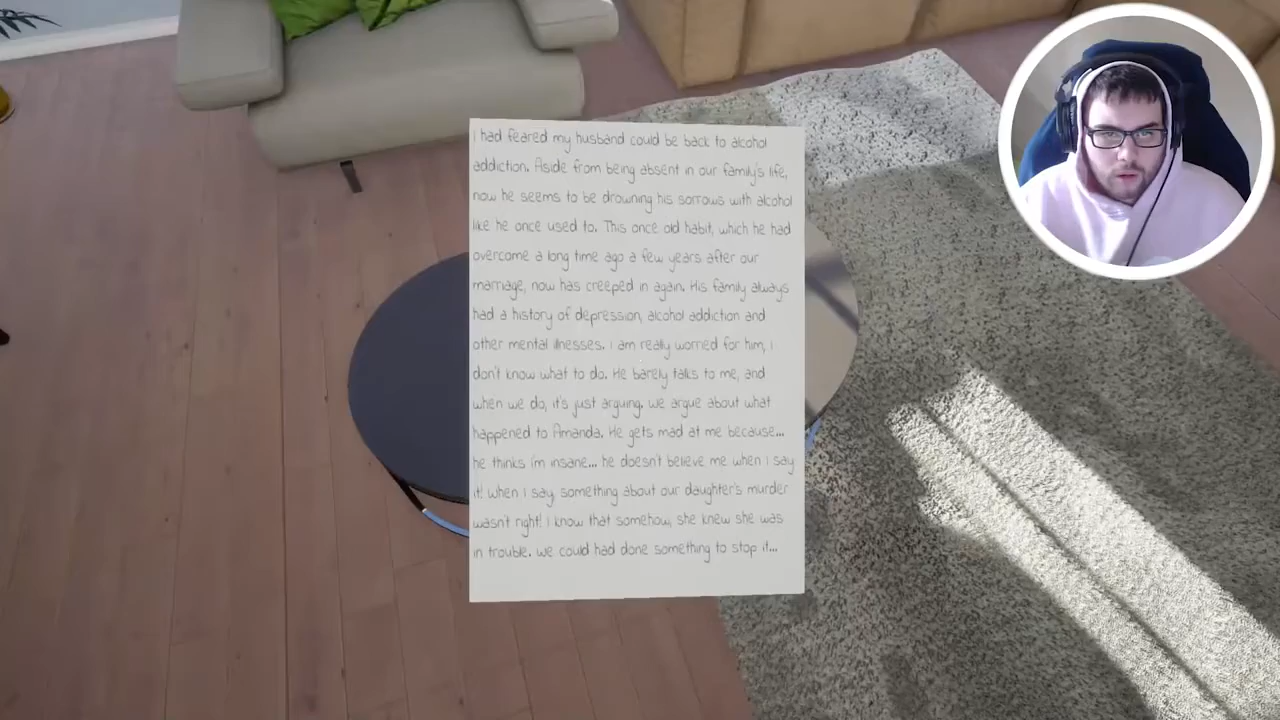 I had feared my husband could be back to alcohol
addiction. Aside from being absent in our family's life,
now he seems to be drowning his sorrows with alcohol
like he once used to. This once old habit, which he had
overcome a long time ago a few years after our
marriage, now has creeped in again. His family always
had a history of depression, alcohol addiction and
other mental illnesses. I am really worried for him, I
don't know what to do. He barely talks to me, and
when we do, it's just arguing. We argue about what
happened to Amanda. He gets mad at me because...
he thinks I'm insane... he doesn't believe me when I say
it! When I say something about our daughter's murder
wasn't right! I know that somehow, she knew she was
in trouble. We could had done something to stop it...